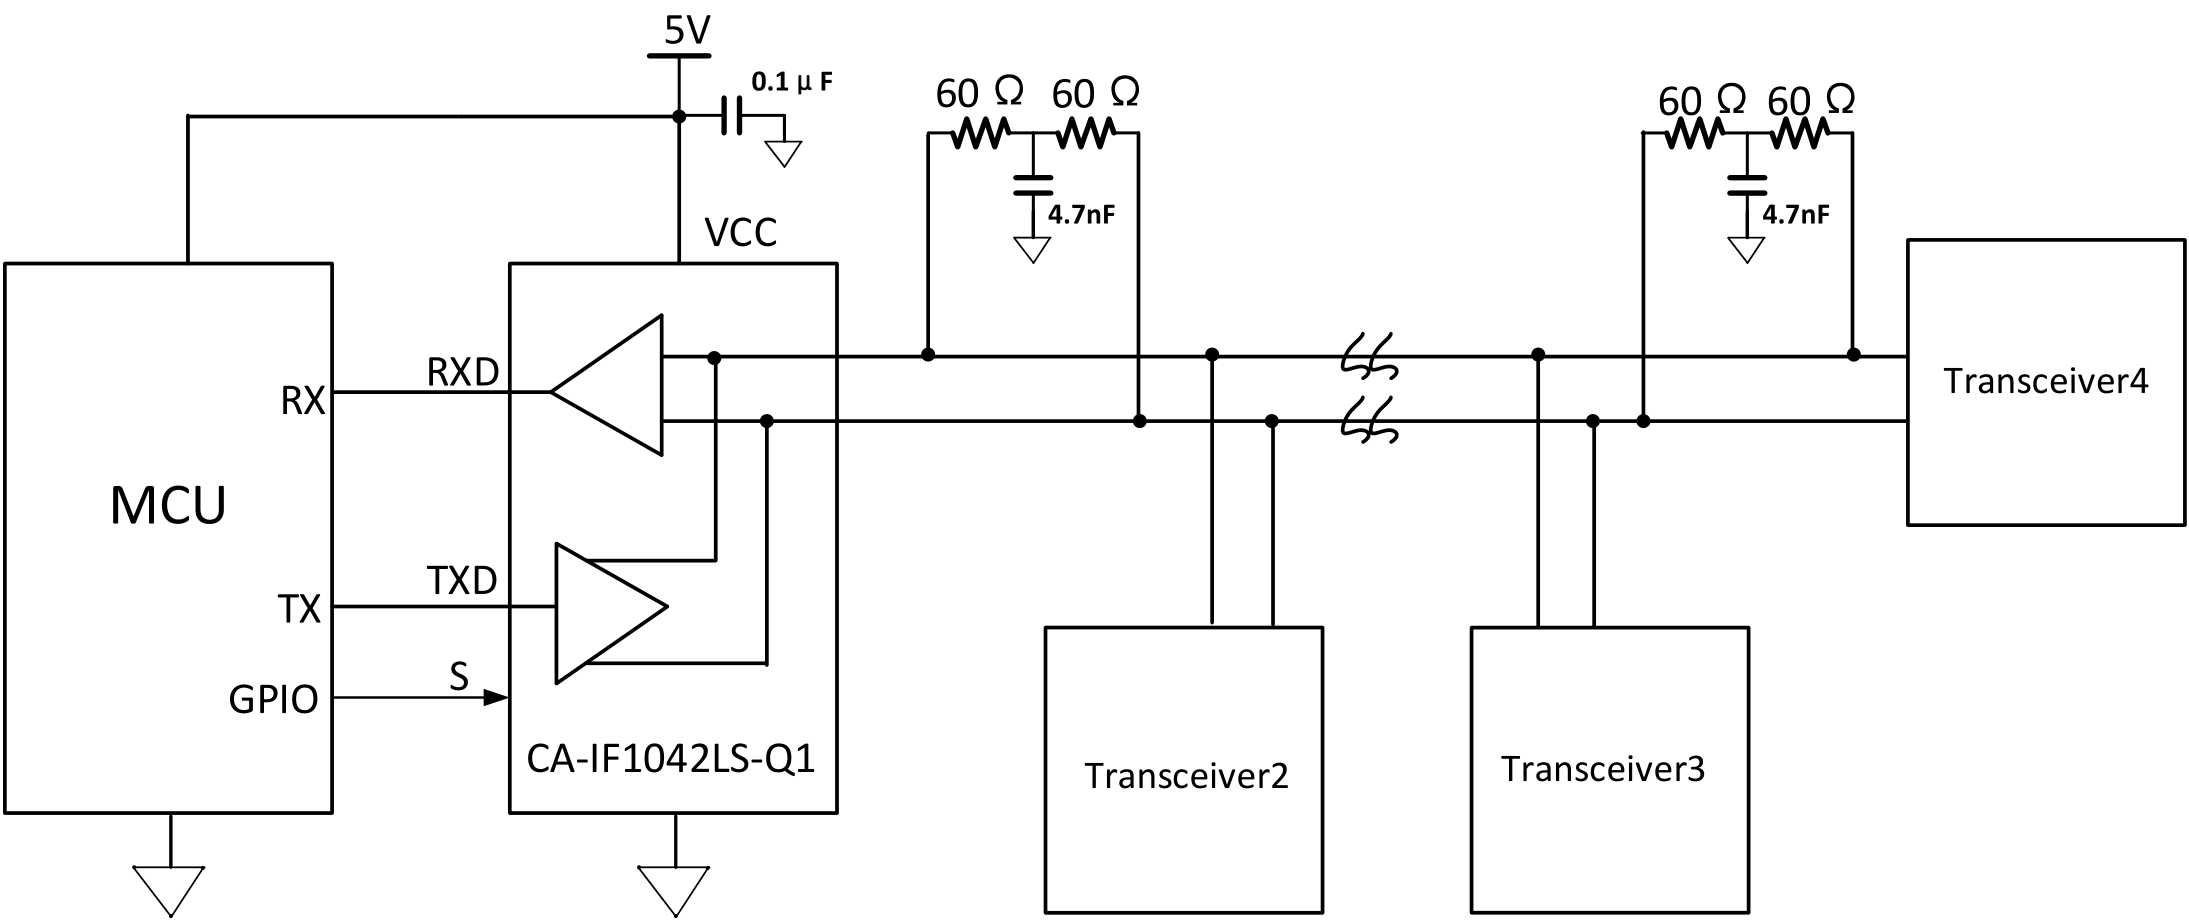 5V
0.1 μ F
60 Ω 60 Ω
60 Ω 60 Ω
4.7nF
4.7nF
VCC
RXD
RX
Transceiver4
MCU
TXD
TX
S
GPIO
CA-IF1042LS-Q1
Transceiver2
Transceiver3